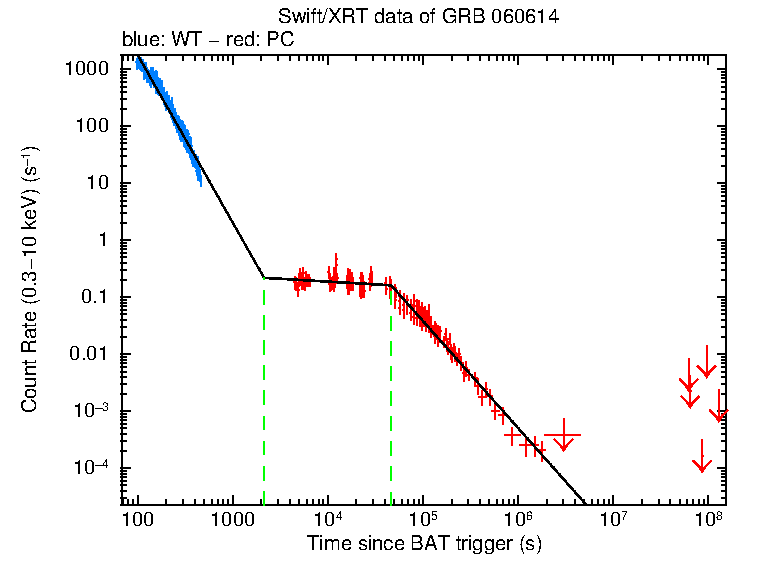 Swift/XRT data of GRB 060614
blue: WT − red: PC
Count Rate (0.3−10 keV) (s⁻¹)
1000
100
10
1
0.1
0.01
10⁻³
10⁻⁴
100 1000 10⁴ 10⁵ 10⁶ 10⁷ 10⁸
Time since BAT trigger (s)